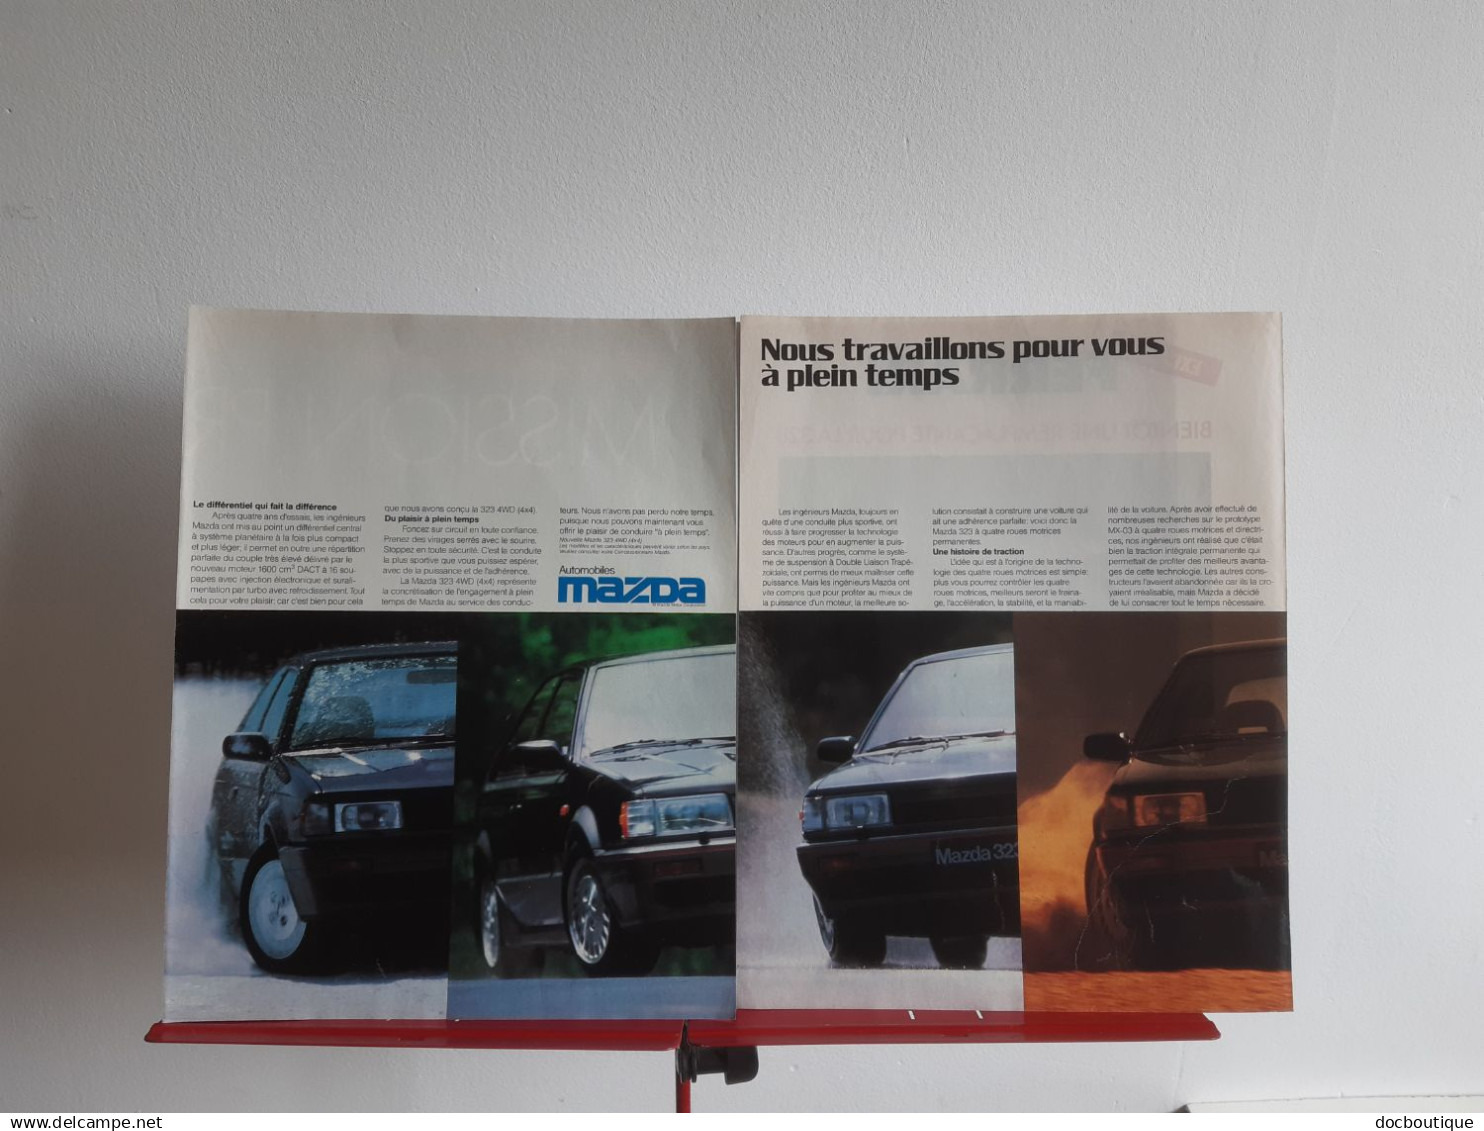 Le différentiel qui fait la différence
Après quatre ans d'essais, les ingénieurs
Mazda ont mis au point un différentiel central
à système planétaire à la fois plus compact
et plus léger; il permet en outre une répartition
parfaite du couple très élevé délivré par le
nouveau moteur 1600 cm³ DACT à 16 sou-
papes avec injection électronique et surali-
mentation par turbo avec refroidissement. Tout
cela pour votre plaisir: car c'est bien pour cela
que nous avons conçu la 323 4WD (4x4).
Du plaisir à plein temps
Foncez sur circuit en toute confiance.
Prenez des virages serrés avec le sourire.
Stoppez en toute sécurité. C'est la conduite
le plus sportive que vous puissiez espérer,
avec de la puissance et de l'adhérence.
La Mazda 323 4WD (4x4) représente
la concrétisation de l'engagement à plein
temps de Mazda au service des conduc-
teurs. Nous n'avons pas perdu notre temps,
puisque nous pouvons maintenant vous
offrir le plaisir de conduire "à plein temps".
Nouvelle Mazda 323 4WD (4x4)
Automobiles
mazda
Nous travaillons pour vous
à plein temps
Les ingénieurs Mazda, toujours en
quête d'une conduite plus sportive, ont
réussi à faire progresser la technologie
des moteurs pour en augmenter la puis-
sance. D'autres progrès, comme le systè-
me de suspension à Double Liaison Trapé-
zoïdale, ont permis de mieux maîtriser cette
puissance. Mais les ingénieurs Mazda ont
vite compris que pour profiter au mieux de
la puissance d'un moteur, la meilleure so-
lution consistait à construire une voiture qui
ait une adhérence parfaite: voici donc la
Mazda 323 à quatre roues motrices
permanentes.
Une histoire de traction
L'idée qui est à l'origine de la techno-
logie des quatre roues motrices est simple:
plus vous pourrez contrôler les quatre
roues motrices, meilleurs seront le freina-
ge, l'accélération, la stabilité, et la maniabi-
lité de la voiture. Après avoir effectué de
nombreuses recherches sur le prototype
MX-03 à quatre roues motrices et directri-
ces, nos ingénieurs ont réalisé que c'était
bien la traction intégrale permanente qui
permettait de profiter des meilleurs avanta-
ges de cette technologie. Les autres cons-
tructeurs l'avaient abandonnée car ils la cro-
yaient irréalisable, mais Mazda a décidé
de lui consacrer tout le temps nécessaire.
Mazda 323
delcampe.net
docboutique